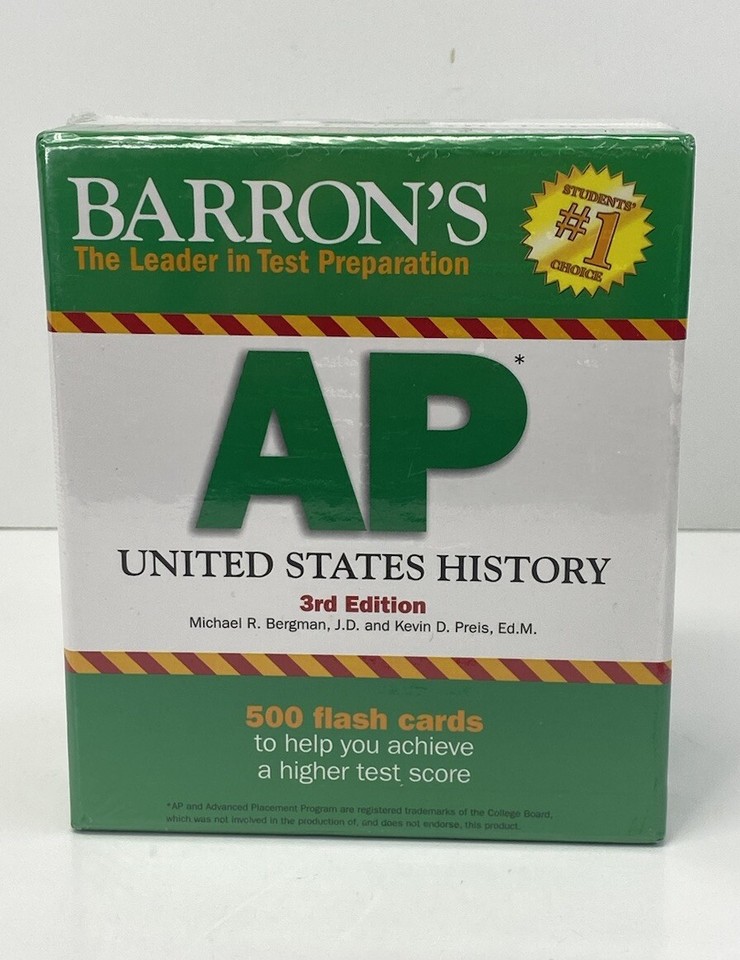 BARRON'S
The Leader in Test Preparation
STUDENTS'
#1
CHOICE
AP*
UNITED STATES HISTORY
3rd Edition
Michael R. Bergman, J.D. and Kevin D. Preis, Ed.M.
500 flash cards
to help you achieve
a higher test score
*AP and Advanced Placement Program are registered trademarks of the College Board,
which was not involved in the production of, and does not endorse, this product.